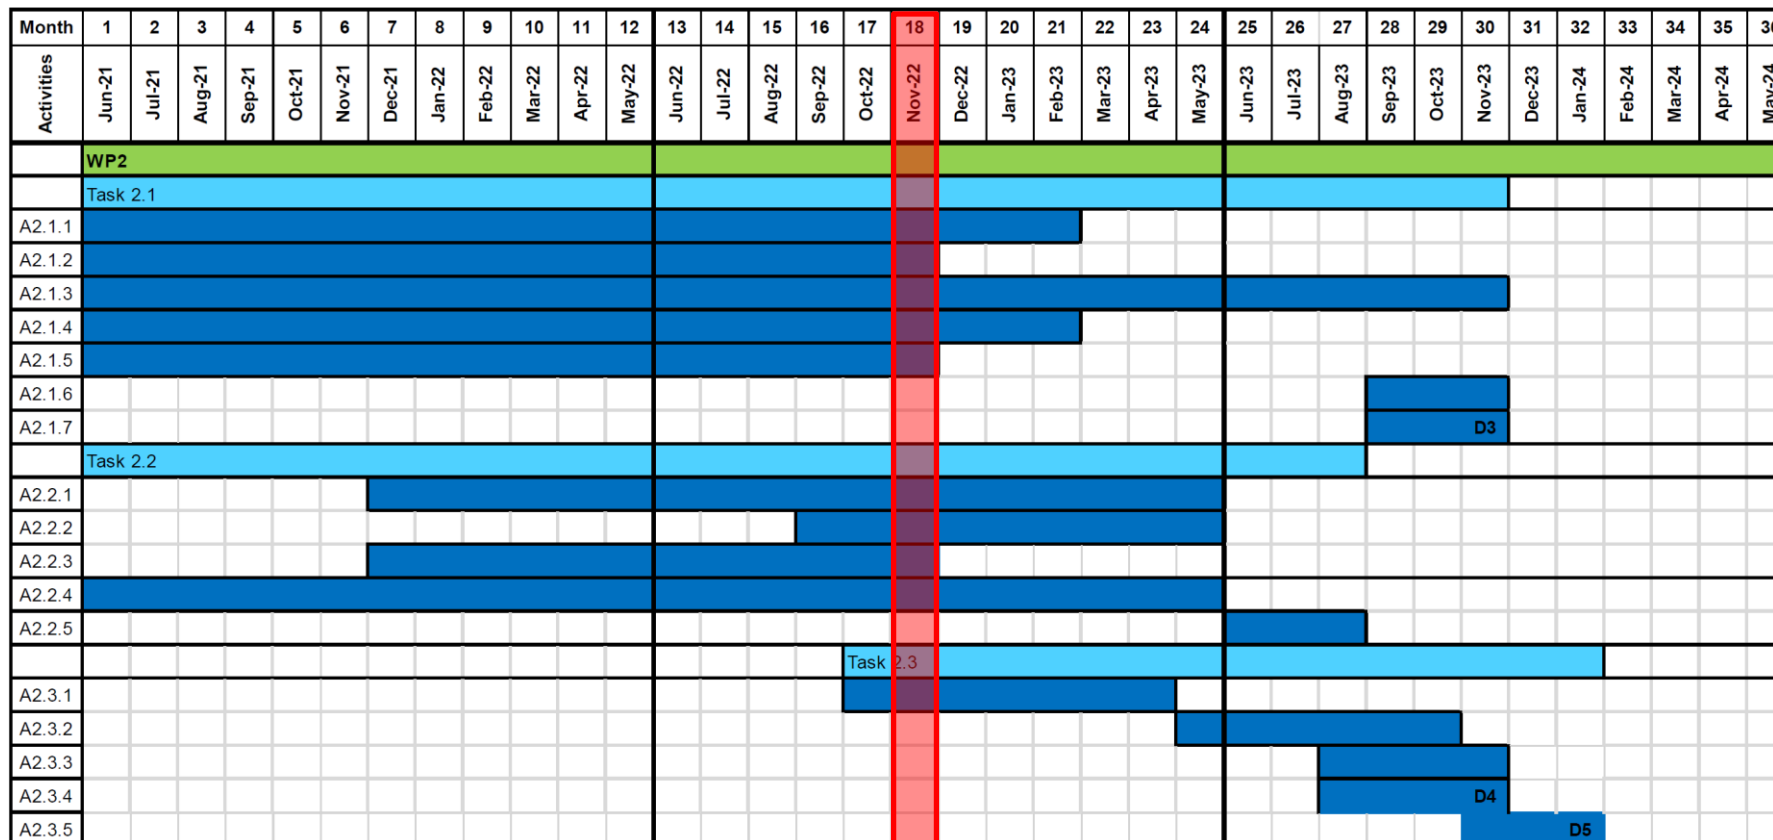 Month 1 2 3 4 5 6 7 8 9 10 11 12 13 14 15 16 17 18 19 20 21 22 23 24 25 26 27 28 29 30 31 32 33 34 35 36
Activities Jun-21 Jul-21 Aug-21 Sep-21 Oct-21 Nov-21 Dec-21 Jan-22 Feb-22 Mar-22 Apr-22 May-22 Jun-22 Jul-22 Aug-22 Sep-22 Oct-22 Nov-22 Dec-22 Jan-23 Feb-23 Mar-23 Apr-23 May-23 Jun-23 Jul-23 Aug-23 Sep-23 Oct-23 Nov-23 Dec-23 Jan-24 Feb-24 Mar-24 Apr-24 May-24
WP2
Task 2.1
A2.1.1
A2.1.2
A2.1.3
A2.1.4
A2.1.5
A2.1.6
A2.1.7 D3
Task 2.2
A2.2.1
A2.2.2
A2.2.3
A2.2.4
A2.2.5
Task 2.3
A2.3.1
A2.3.2
A2.3.3
A2.3.4 D4
A2.3.5 D5